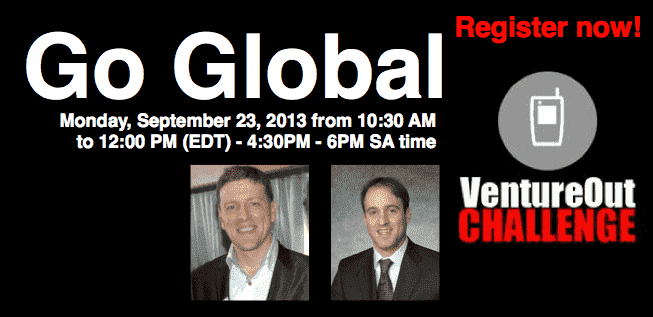 Register now!
Go Global
Monday, September 23, 2013 from 10:30 AM
to 12:00 PM (EDT) - 4:30PM - 6PM SA time
VentureOut
CHALLENGE